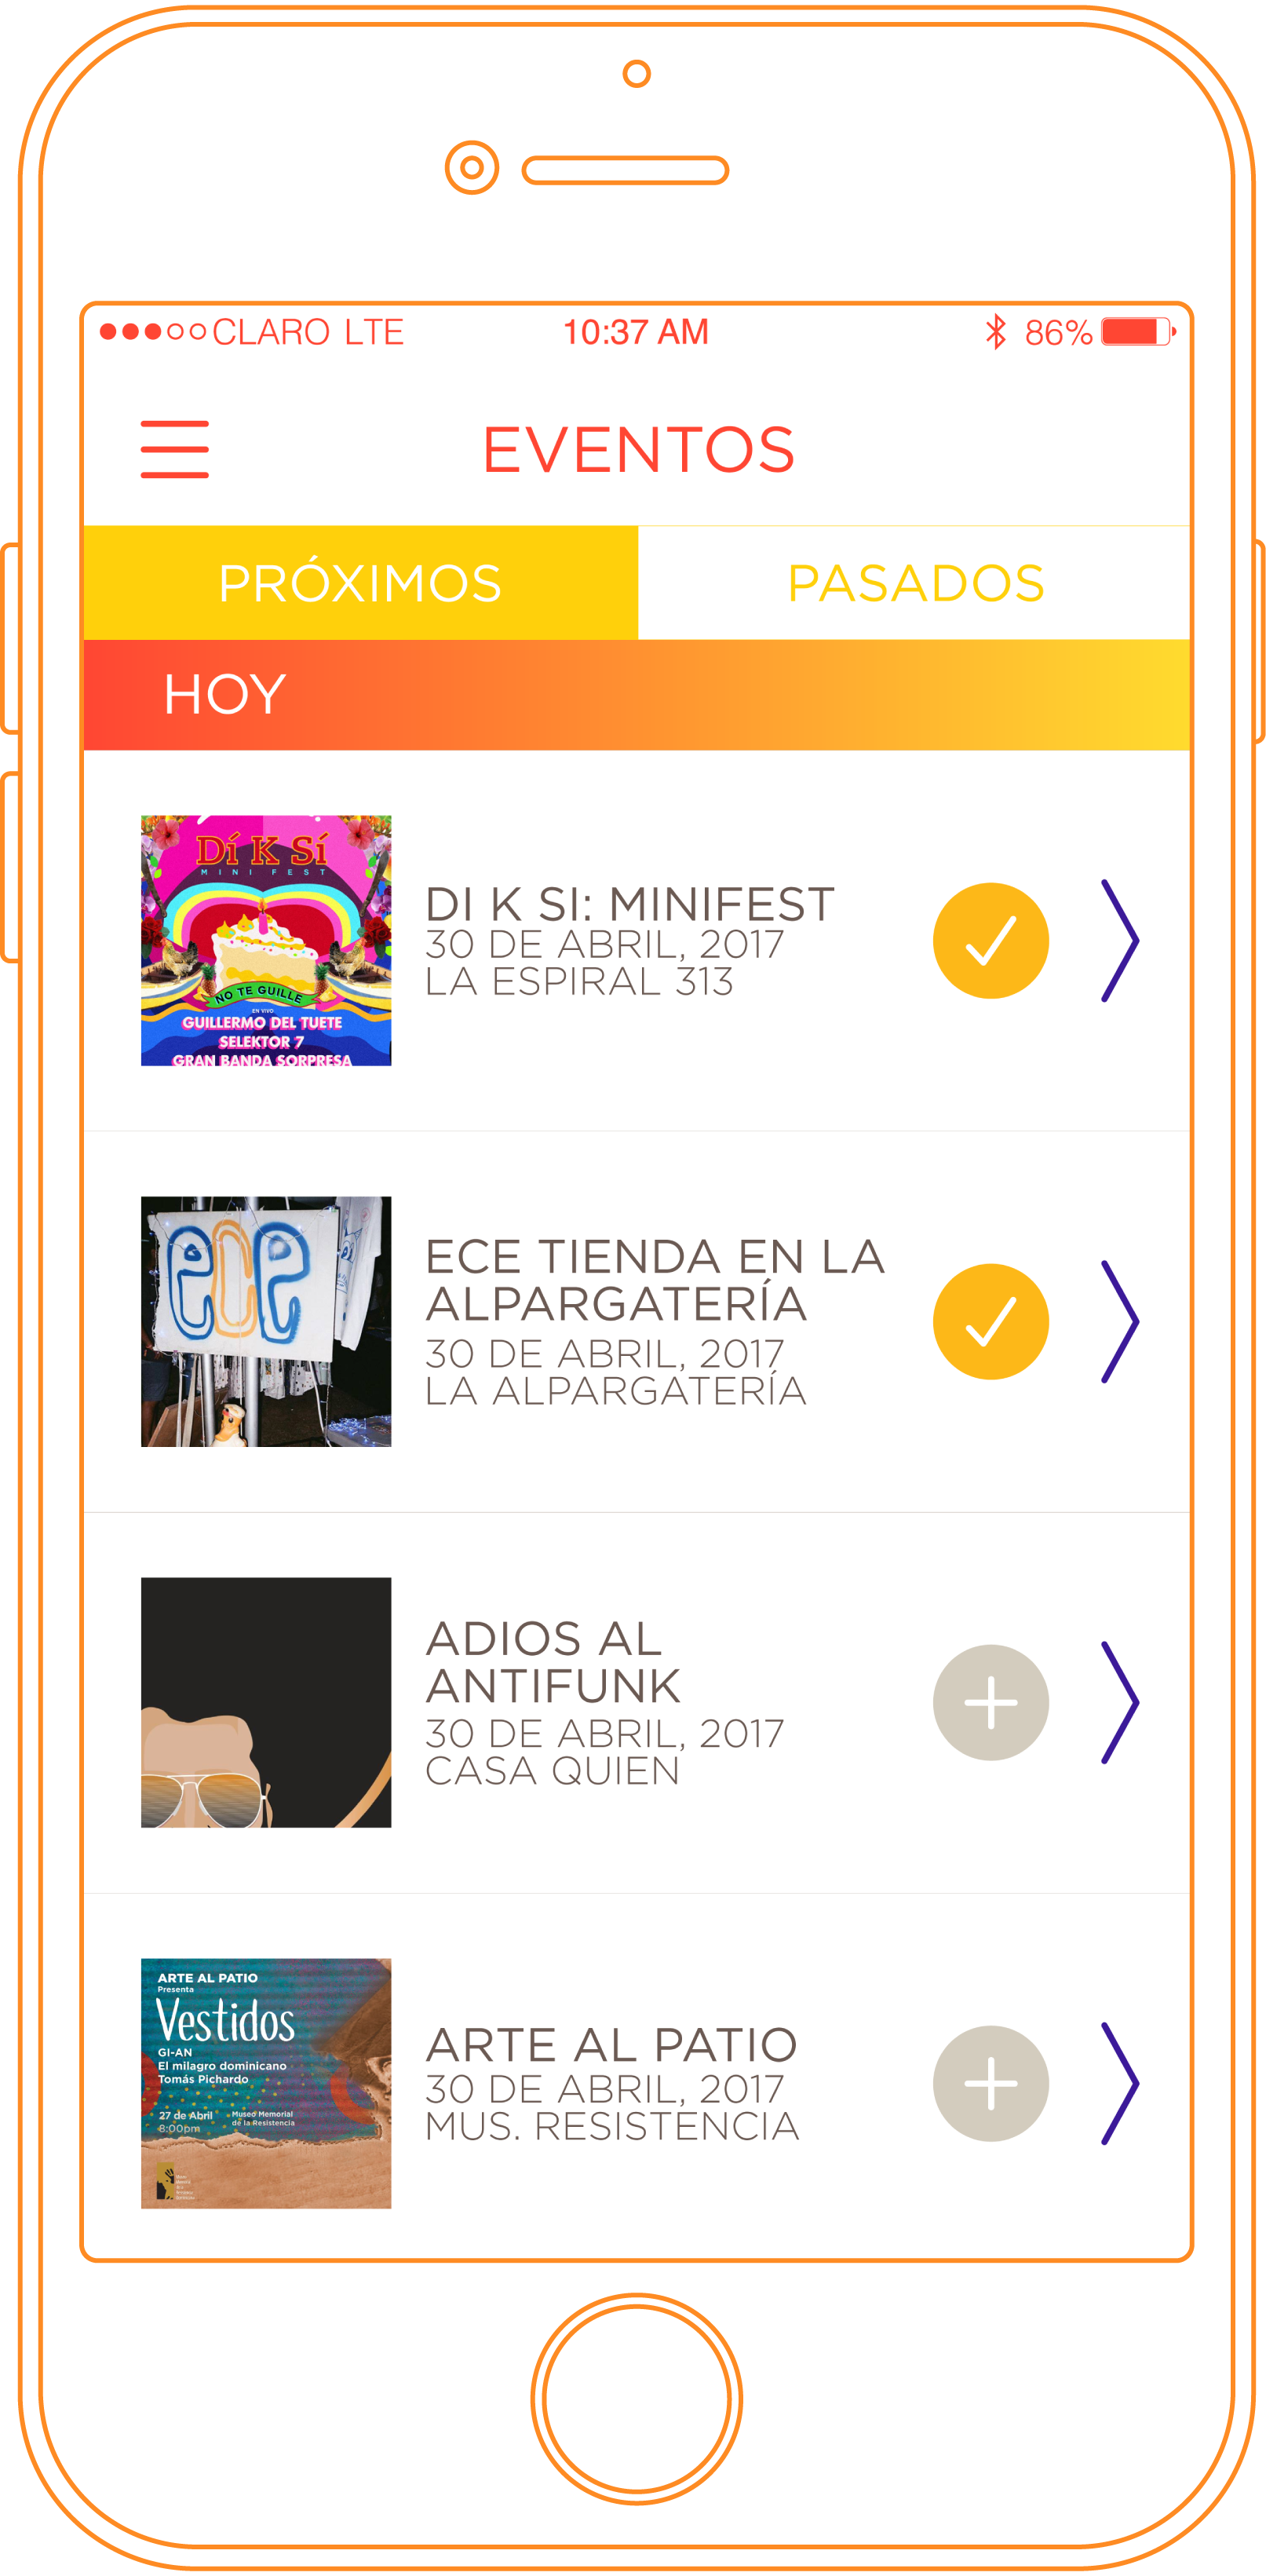 CLARO LTE 10:37 AM 86%
EVENTOS
PRÓXIMOS PASADOS
HOY
Dí K Sí
MINI FEST
NO TE GUILLE
EN VIVO
GUILLERMO DEL TUETE
SELEKTOR 7
GRAN BANDA SORPRESA
DI K SI: MINIFEST
30 DE ABRIL, 2017
LA ESPIRAL 313
ece
ECE TIENDA EN LA
ALPARGATERÍA
30 DE ABRIL, 2017
LA ALPARGATERÍA
ADIOS AL
ANTIFUNK
30 DE ABRIL, 2017
CASA QUIEN
ARTE AL PATIO
Presenta
Vestidos
GI-AN
El milagro dominicano
Tomás Pichardo
27 de Abril
8:00pm
Museo Memorial
de la Resistencia
ARTE AL PATIO
30 DE ABRIL, 2017
MUS. RESISTENCIA